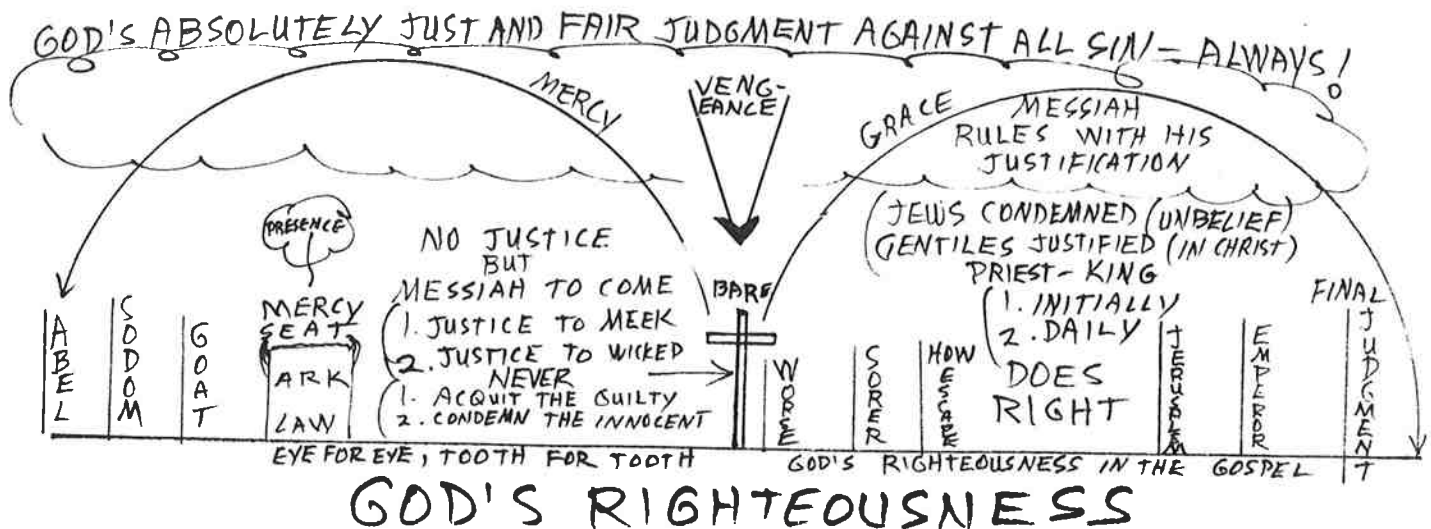 GOD'S ABSOLUTELY JUST AND FAIR JUDGMENT AGAINST ALL SIN - ALWAYS!
MERCY
VENG-
EANCE
GRACE
MESSIAH
RULES WITH HIS
JUSTIFICATION
PRESENCE
NO JUSTICE
BUT
MESSIAH TO COME
1. JUSTICE TO MEEK
2. JUSTICE TO WICKED
NEVER
1. ACQUIT THE GUILTY
2. CONDEMN THE INNOCENT
JEWS CONDEMNED (UNBELIEF)
GENTILES JUSTIFIED (IN CHRIST)
PRIEST-KING
1. INITIALLY
2. DAILY
DOES
RIGHT
ABEL
SODOM
GOAT
MERCY
SEAT
ARK
LAW
BARE
WORSE
SORER
HOW
ESCAPE
JERUSALEM
EMPEROR
FINAL
JUDGMENT
EYE FOR EYE, TOOTH FOR TOOTH
GOD'S RIGHTEOUSNESS IN THE GOSPEL
GOD'S RIGHTEOUSNESS